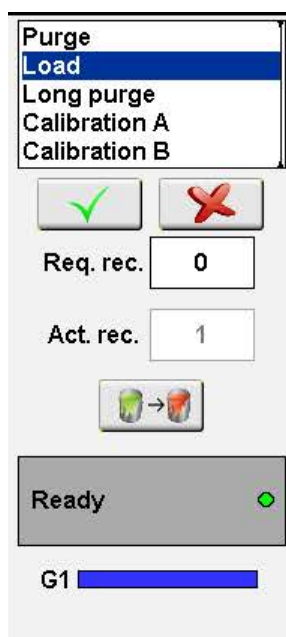 Purge
Load
Long purge
Calibration A
Calibration B
Req. rec. 0
Act. rec. 1
Ready
G1